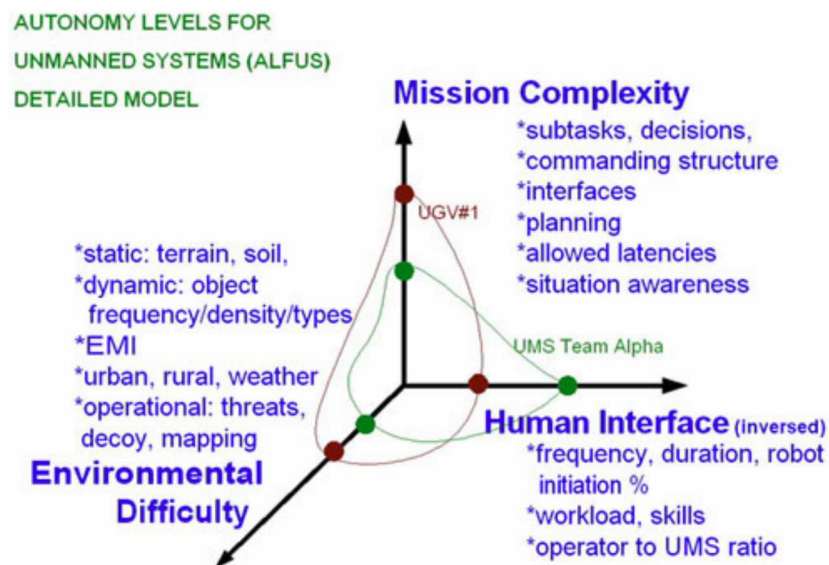 AUTONOMY LEVELS FOR
UNMANNED SYSTEMS (ALFUS)
DETAILED MODEL
Mission Complexity
*subtasks, decisions,
*commanding structure
*interfaces
*planning
*allowed latencies
*situation awareness
UGV#1
*static: terrain, soil,
*dynamic: object
frequency/density/types
*EMI
*urban, rural, weather
*operational: threats,
decoy, mapping
Environmental
Difficulty
UMS Team Alpha
Human Interface (inversed)
*frequency, duration, robot
initiation %
*workload, skills
*operator to UMS ratio